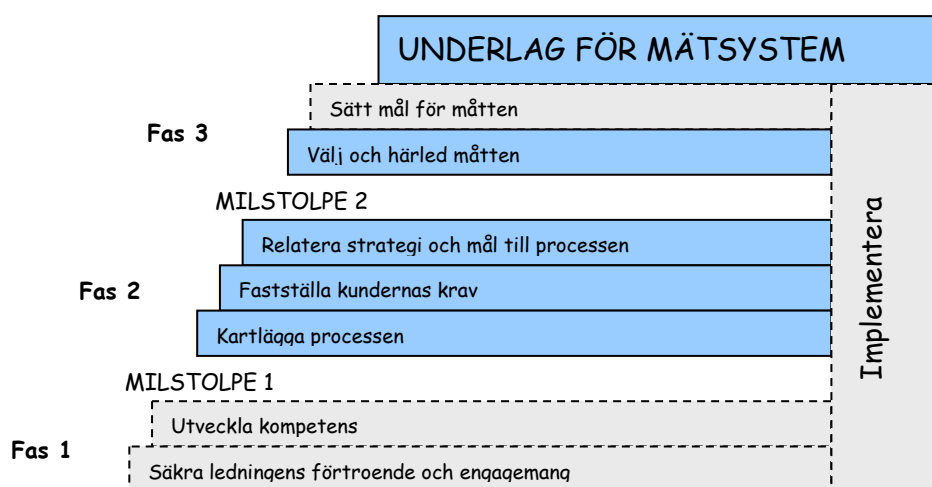 UNDERLAG FÖR MÄTSYSTEM
Sätt mål för måtten
Fas 3
Välj och härled måtten
MILSTOLPE 2
Relatera strategi och mål till processen
Fas 2
Fastställa kundernas krav
Kartlägga processen
MILSTOLPE 1
Utveckla kompetens
Fas 1
Säkra ledningens förtroende och engagemang
Implementera